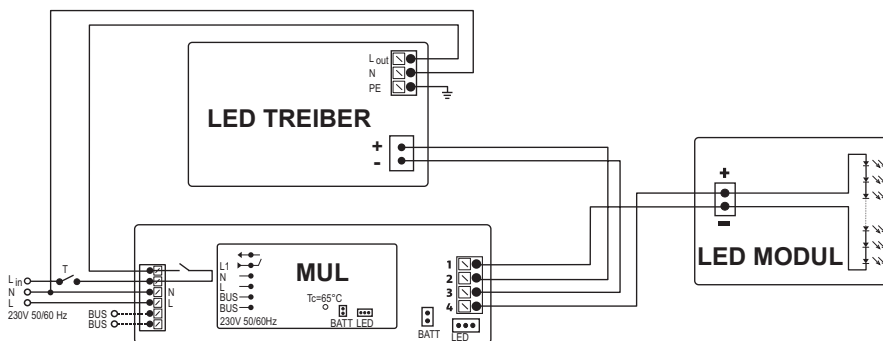 L out
N
PE
LED TREIBER
+
-
+
-
LED MODUL
T
L in
N
L
230V 50/60 Hz
BUS
BUS
N
L
L1
N
L
BUS
BUS
230V 50/60Hz
MUL
Tc=65°C
BATT LED
1
2
3
4
BATT
LED